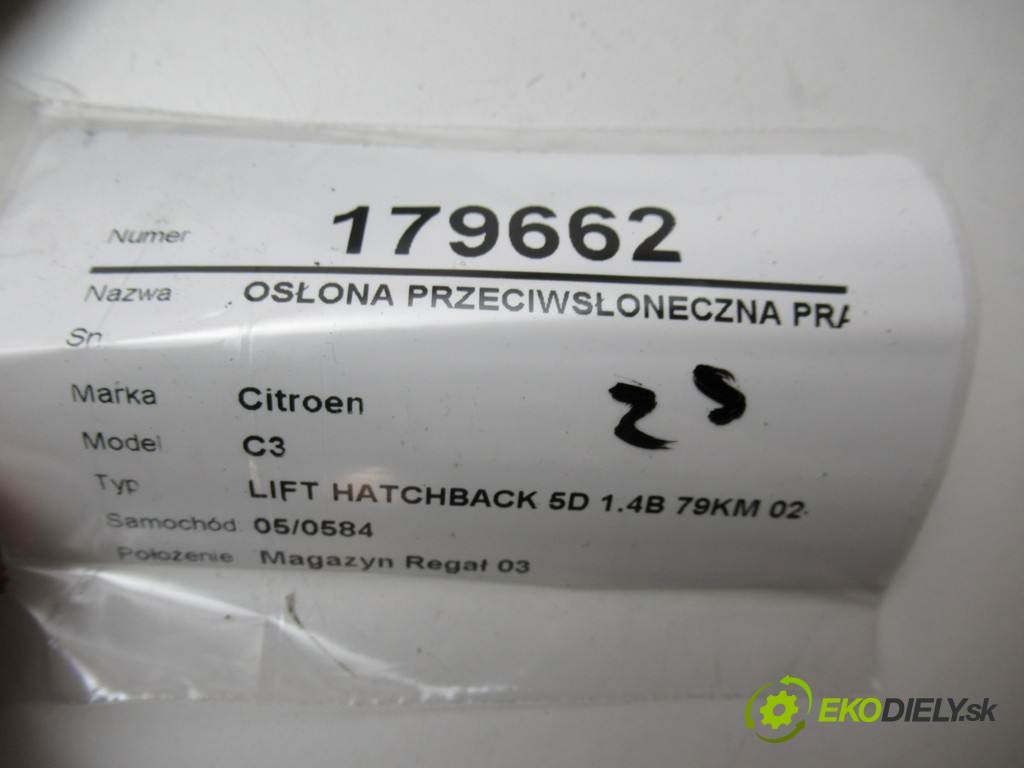 Numer 179662
Nazwa OSŁONA PRZECIWSŁONECZNA PRA
Sn
Marka Citroen
25
Model C3
Typ LIFT HATCHBACK 5D 1.4B 79KM 02-
Samochód 05/0584
Położenie Magazyn Regał 03
EKODIELY.sk